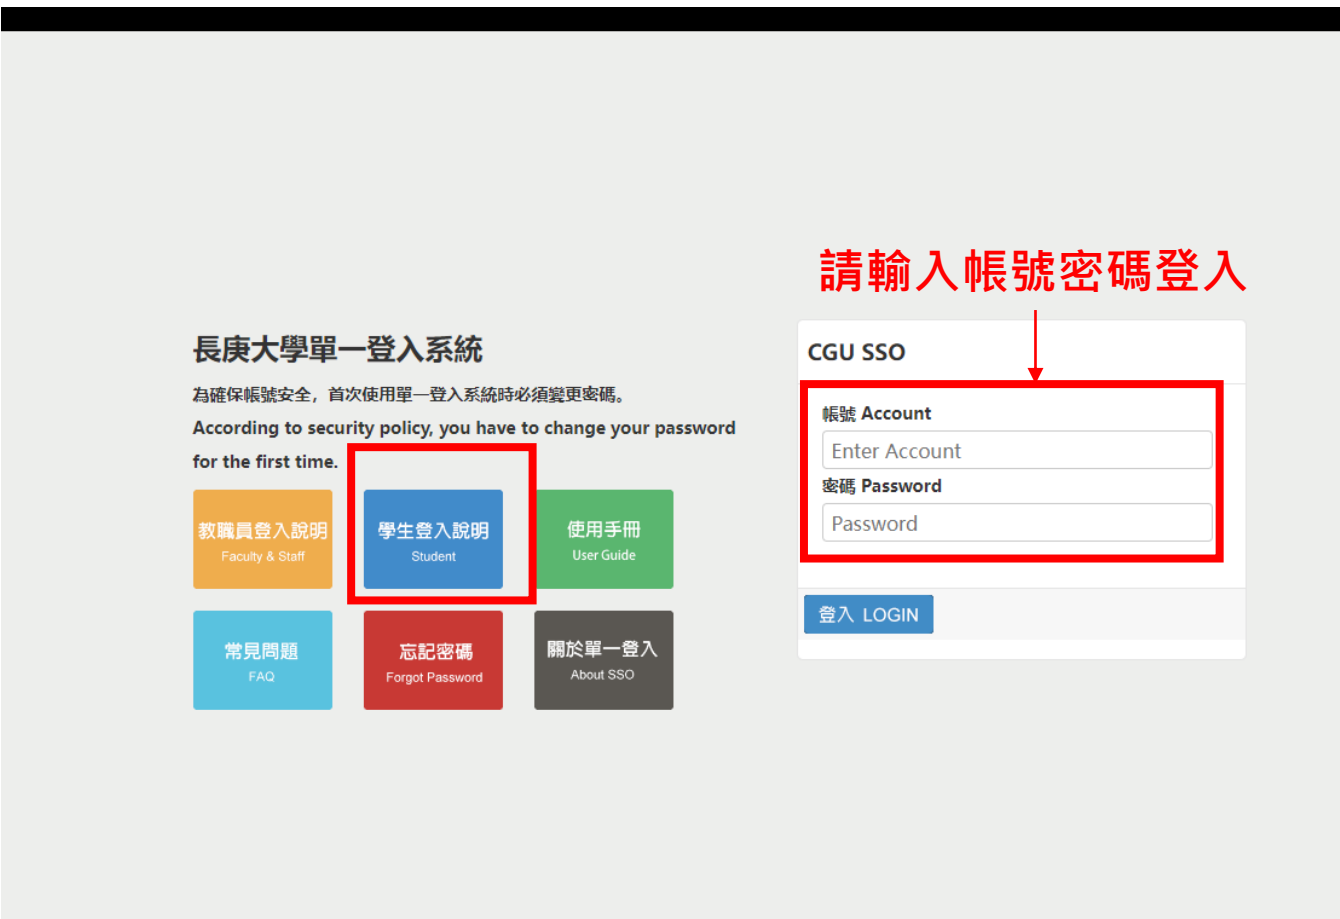 請輸入帳號密碼登入
長庚大學單一登入系統
為確保帳號安全，首次使用單一登入系統時必須變更密碼。
According to security policy, you have to change your password
for the first time.
教職員登入說明
Faculty & Staff
學生登入說明
Student
使用手冊
User Guide
常見問題
FAQ
忘記密碼
Forgot Password
關於單一登入
About SSO
CGU SSO
帳號 Account
Enter Account
密碼 Password
Password
登入 LOGIN